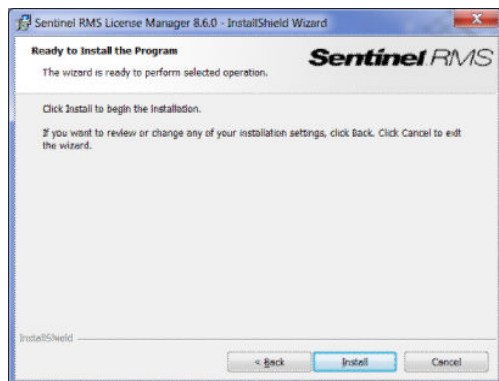 Sentinel RMS License Manager 8.6.0 - InstallShield Wizard
Ready to Install the Program
Sentinel RMS
The wizard is ready to perform selected operation.
Click Install to begin the installation.
If you want to review or change any of your installation settings, click Back. Click Cancel to exit
the wizard.
InstallShield
< Back
Install
Cancel